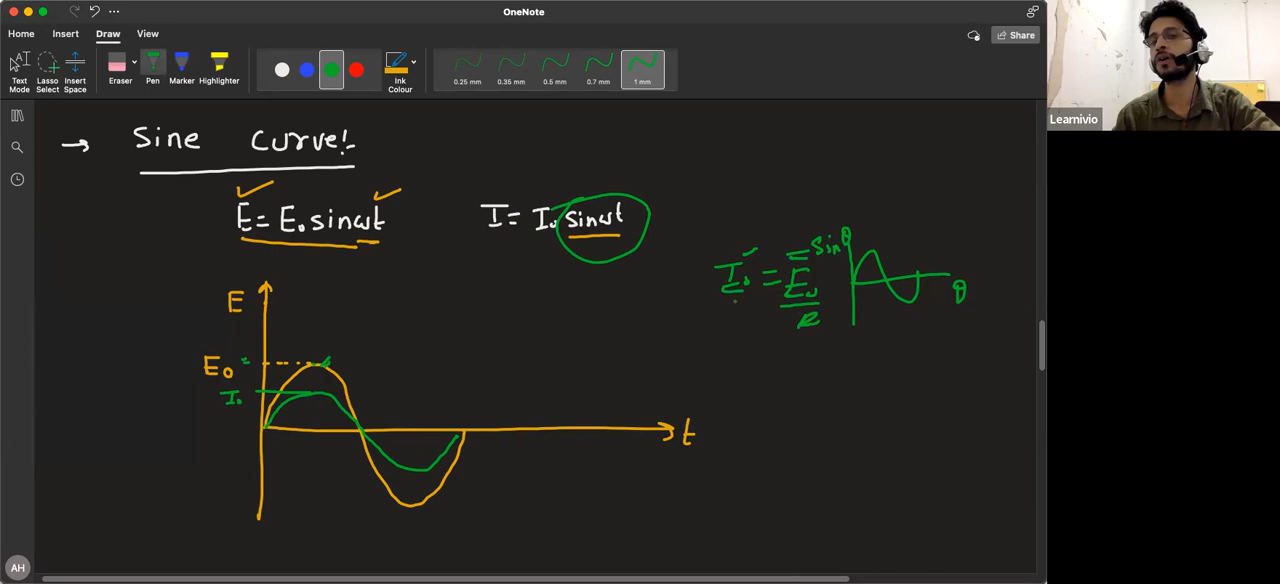 OneNote
Home Insert Draw View
Share
Text Mode
Lasso Select
Insert Space
Eraser
Pen
Marker
Highlighter
Ink Colour
0.25 mm
0.35 mm
0.5 mm
0.7 mm
1 mm
Learnivio
→ Sine Curve!
E = E₀ sinωt
I = I₀ sinωt
I₀ = E₀/R
sinθ
θ
E
E₀
I₀
t
AH